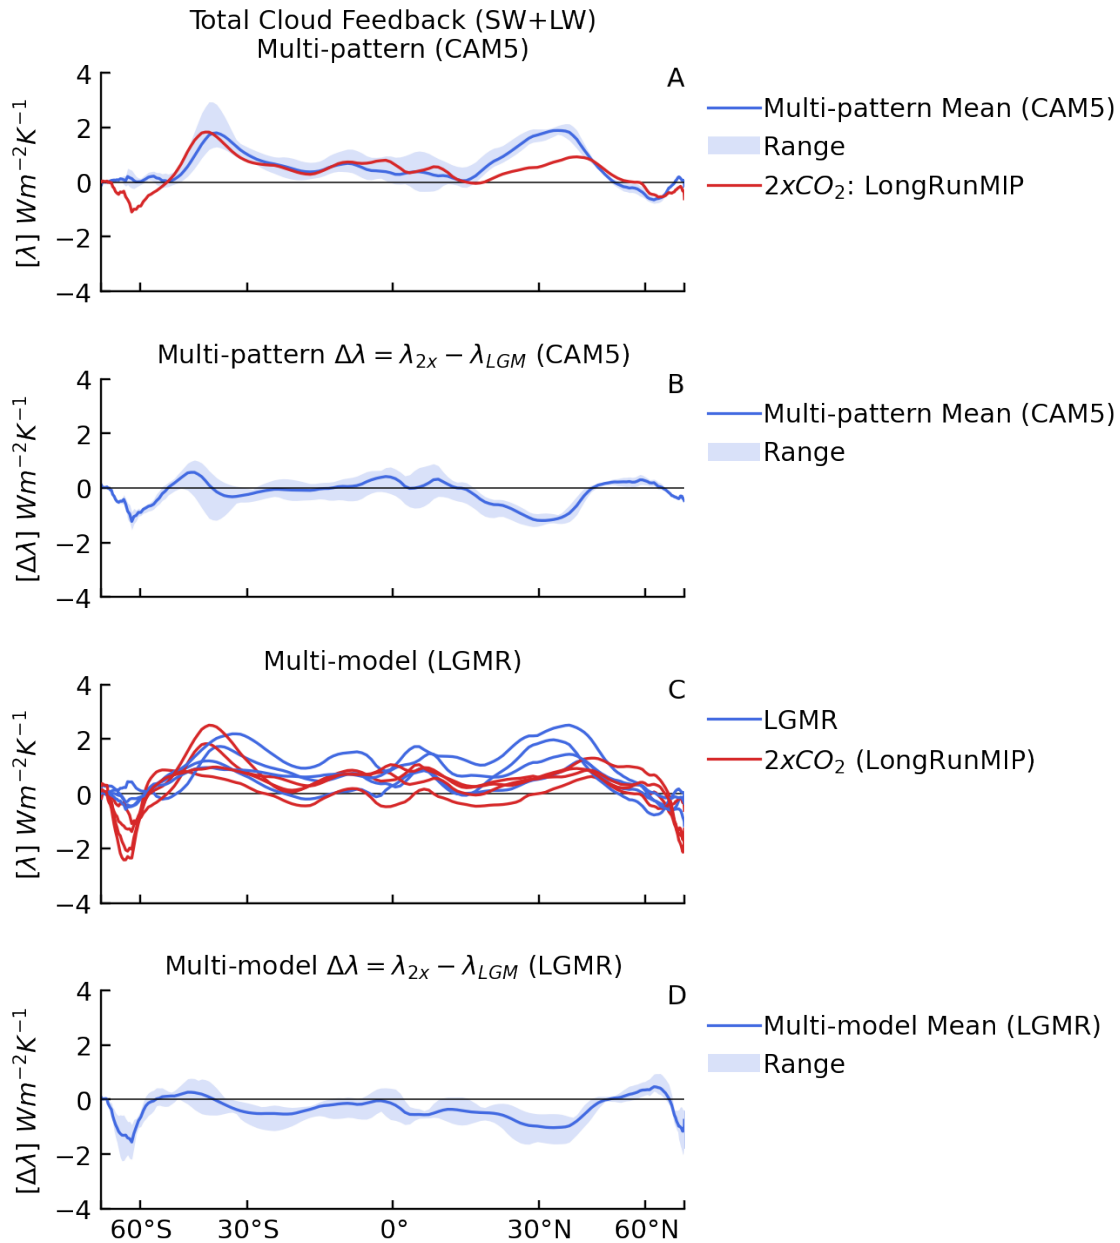 Total Cloud Feedback (SW+LW)
Multi-pattern (CAM5)
A
[λ] Wm⁻²K⁻¹
4
2
0
−2
−4
Multi-pattern Mean (CAM5)
Range
2xCO₂: LongRunMIP
Multi-pattern Δλ = λ₂ₓ − λ_LGM (CAM5)
B
[Δλ] Wm⁻²K⁻¹
4
2
0
−2
−4
Multi-pattern Mean (CAM5)
Range
Multi-model (LGMR)
C
[λ] Wm⁻²K⁻¹
4
2
0
−2
−4
LGMR
2xCO₂ (LongRunMIP)
Multi-model Δλ = λ₂ₓ − λ_LGM (LGMR)
D
[Δλ] Wm⁻²K⁻¹
4
2
0
−2
−4
Multi-model Mean (LGMR)
Range
60°S 30°S 0° 30°N 60°N